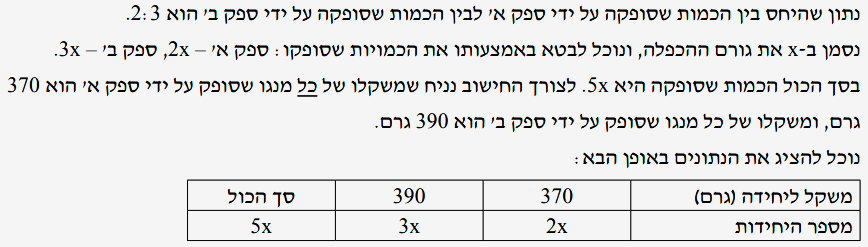 נתון שהיחס בין הכמות שסופקה על ידי ספק א׳ לבין הכמות שסופקה על ידי ספק ב׳ הוא 2:3.
נסמן ב-x את גורם ההכפלה, ונוכל לבטא באמצעותו את הכמויות שסופקו: ספק א׳ – 2x, ספק ב׳ – 3x.
בסך הכול הכמות שסופקה היא 5x. לצורך החישוב נניח שמשקלו של כל מנגו שסופק על ידי ספק א׳ הוא 370
גרם, ומשקלו של כל מנגו שסופק על ידי ספק ב׳ הוא 390 גרם.
נוכל להציג את הנתונים באופן הבא:
משקל ליחידה (גרם) 370 390 סך הכול
מספר היחידות 2x 3x 5x